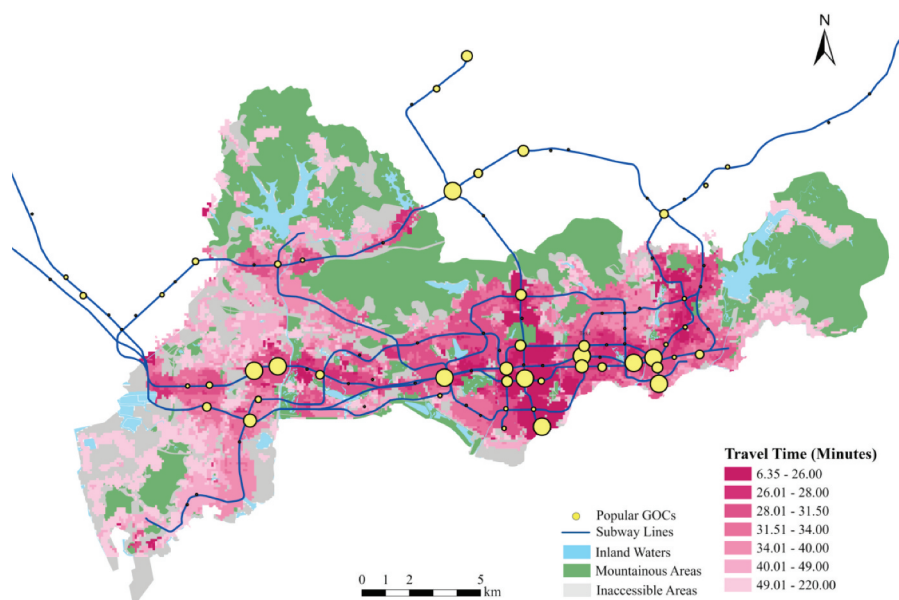 N
Travel Time (Minutes)
6.35 - 26.00
26.01 - 28.00
28.01 - 31.50
31.51 - 34.00
34.01 - 40.00
40.01 - 49.00
49.01 - 220.00
Popular GOCs
Subway Lines
Inland Waters
Mountainous Areas
Inaccessible Areas
0 1 2 3 4 5
km